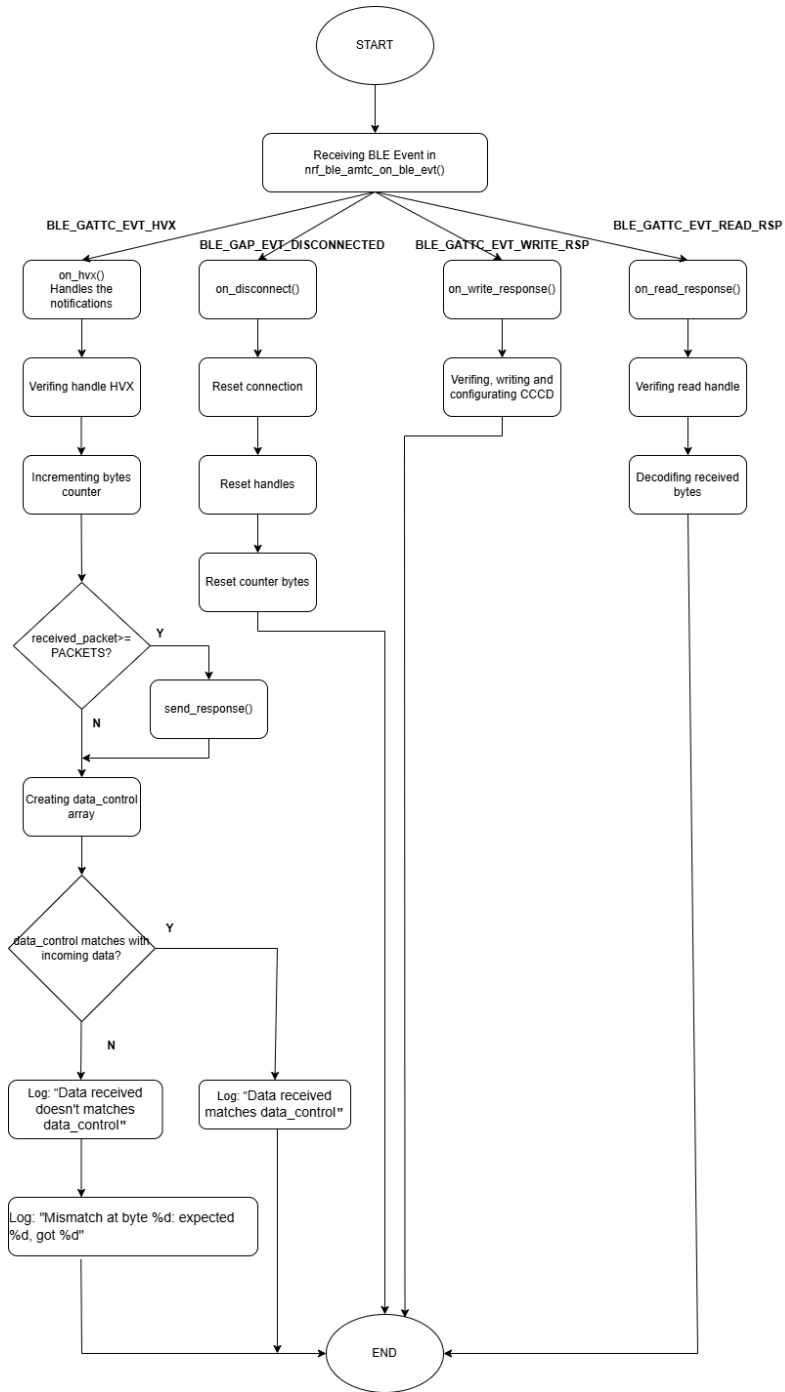 START
Receiving BLE Event in
nrf_ble_amtc_on_ble_evt()
BLE_GATTC_EVT_HVX
BLE_GAP_EVT_DISCONNECTED
BLE_GATTC_EVT_WRITE_RSP
BLE_GATTC_EVT_READ_RSP
on_hvx()
Handles the
notifications
on_disconnect()
on_write_response()
on_read_response()
Verifing handle HVX
Reset connection
Verifing, writing and
configurating CCCD
Verifing read handle
Incrementing bytes
counter
Reset handles
Decodifing received
bytes
Reset counter bytes
received_packet>=
PACKETS?
Y
send_response()
N
Creating data_control
array
data_control matches with
incoming data?
Y
N
Log: "Data received
doesn't matches
data_control"
Log: "Data received
matches data_control"
Log: "Mismatch at byte %d: expected
%d, got %d"
END